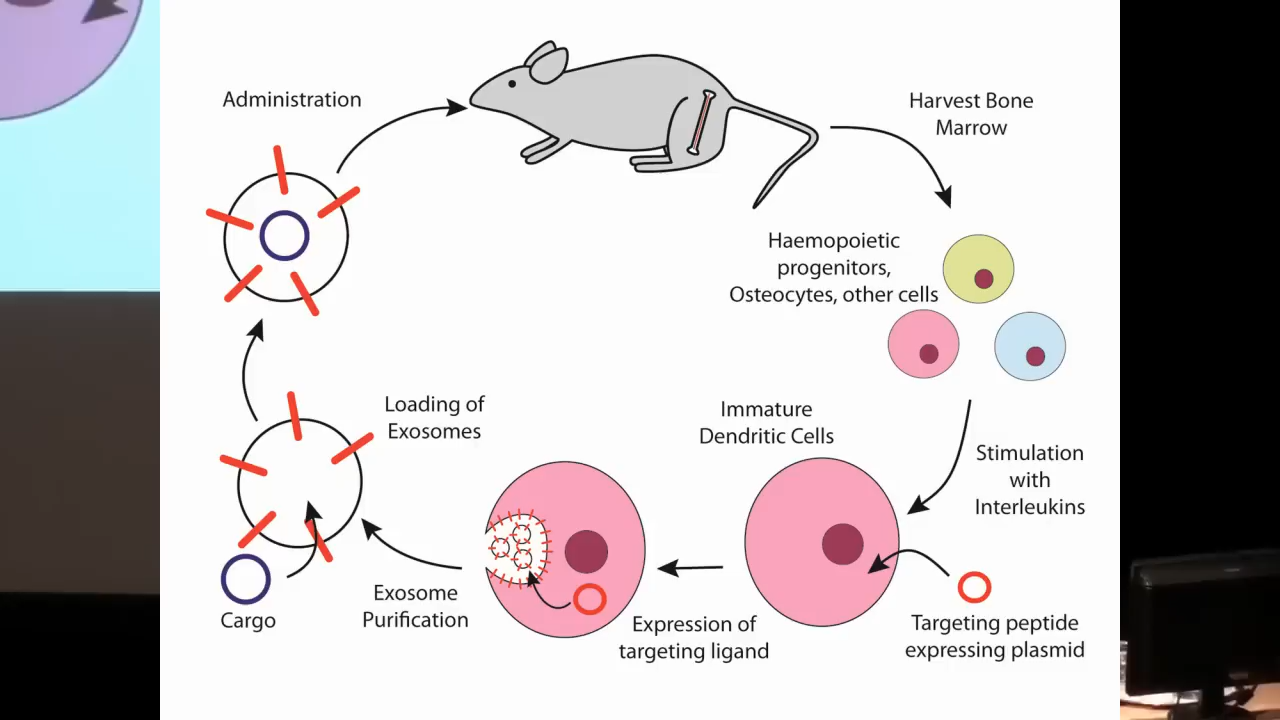 Administration
Harvest Bone
Marrow
Haemopoietic
progenitors,
Osteocytes, other cells
Stimulation
with
Interleukins
Immature
Dendritic Cells
Targeting peptide
expressing plasmid
Expression of
targeting ligand
Exosome
Purification
Loading of
Exosomes
Cargo